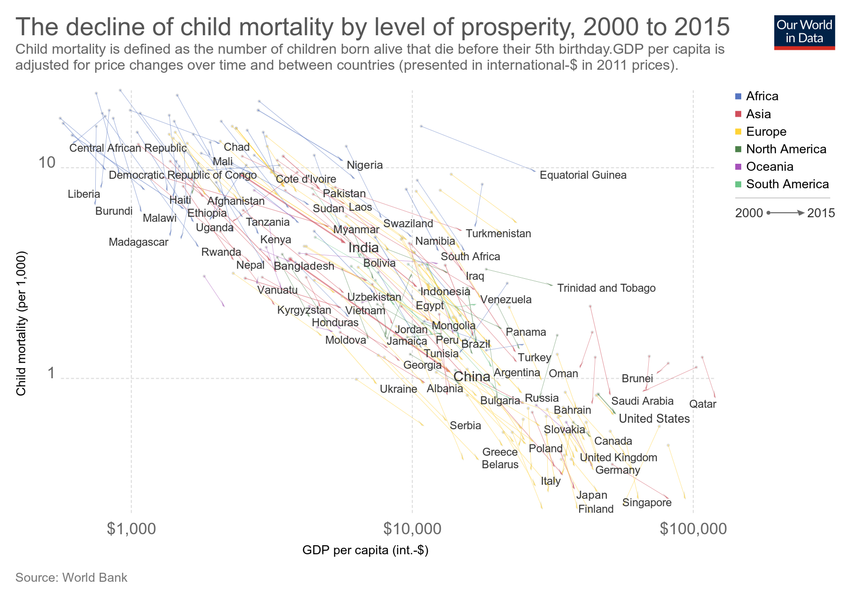 The decline of child mortality by level of prosperity, 2000 to 2015
Child mortality is defined as the number of children born alive that die before their 5th birthday.GDP per capita is
adjusted for price changes over time and between countries (presented in international-$ in 2011 prices).
Our World
in Data
Africa
Asia
Europe
North America
Oceania
South America
2000
2015
Child mortality (per 1,000)
10
1
Central African Republic
Chad
Mali
Nigeria
Democratic Republic of Congo
Cote d'Ivoire
Equatorial Guinea
Liberia
Haiti
Afghanistan
Pakistan
Burundi
Malawi
Ethiopia
Sudan
Laos
Uganda
Tanzania
Myanmar
Swaziland
Turkmenistan
Madagascar
Kenya
India
Namibia
Rwanda
Nepal
Bangladesh
Bolivia
South Africa
Iraq
Vanuatu
Uzbekistan
Indonesia
Venezuela
Trinidad and Tobago
Kyrgyzstan
Vietnam
Egypt
Honduras
Jordan
Mongolia
Panama
Moldova
Jamaica
Peru
Brazil
Tunisia
Turkey
Georgia
China
Argentina
Oman
Brunei
Ukraine
Albania
Bulgaria
Russia
Saudi Arabia
Qatar
Bahrain
United States
Serbia
Slovakia
Canada
Greece
Poland
United Kingdom
Belarus
Germany
Italy
Japan
Singapore
Finland
$1,000
$10,000
$100,000
GDP per capita (int.-$)
Source: World Bank